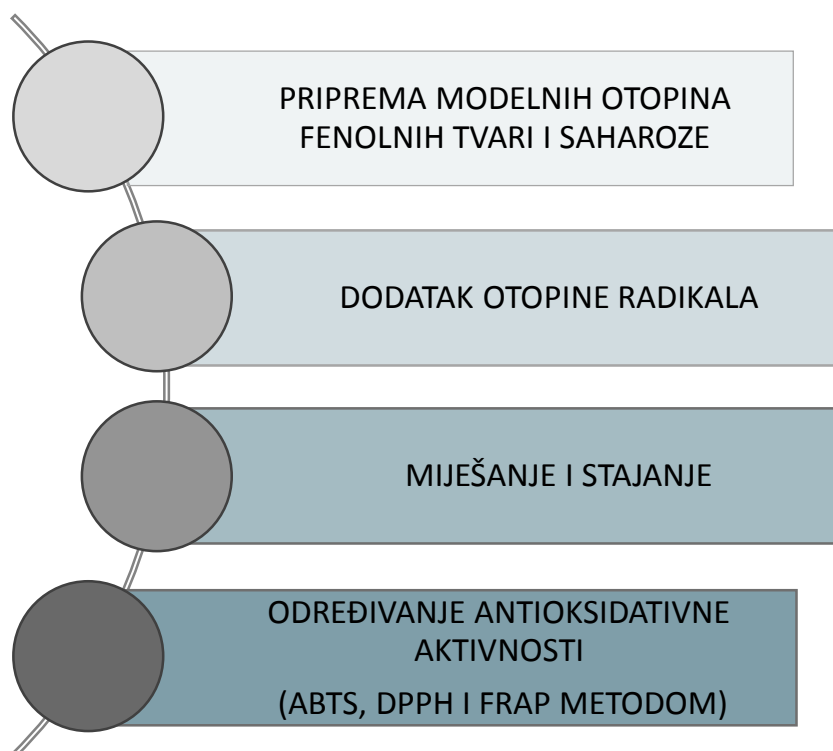 PRIPREMA MODELNIH OTOPINA
FENOLNIH TVARI I SAHAROZE
DODATAK OTOPINE RADIKALA
MIJEŠANJE I STAJANJE
ODREĐIVANJE ANTIOKSIDATIVNE
AKTIVNOSTI
(ABTS, DPPH I FRAP METODOM)